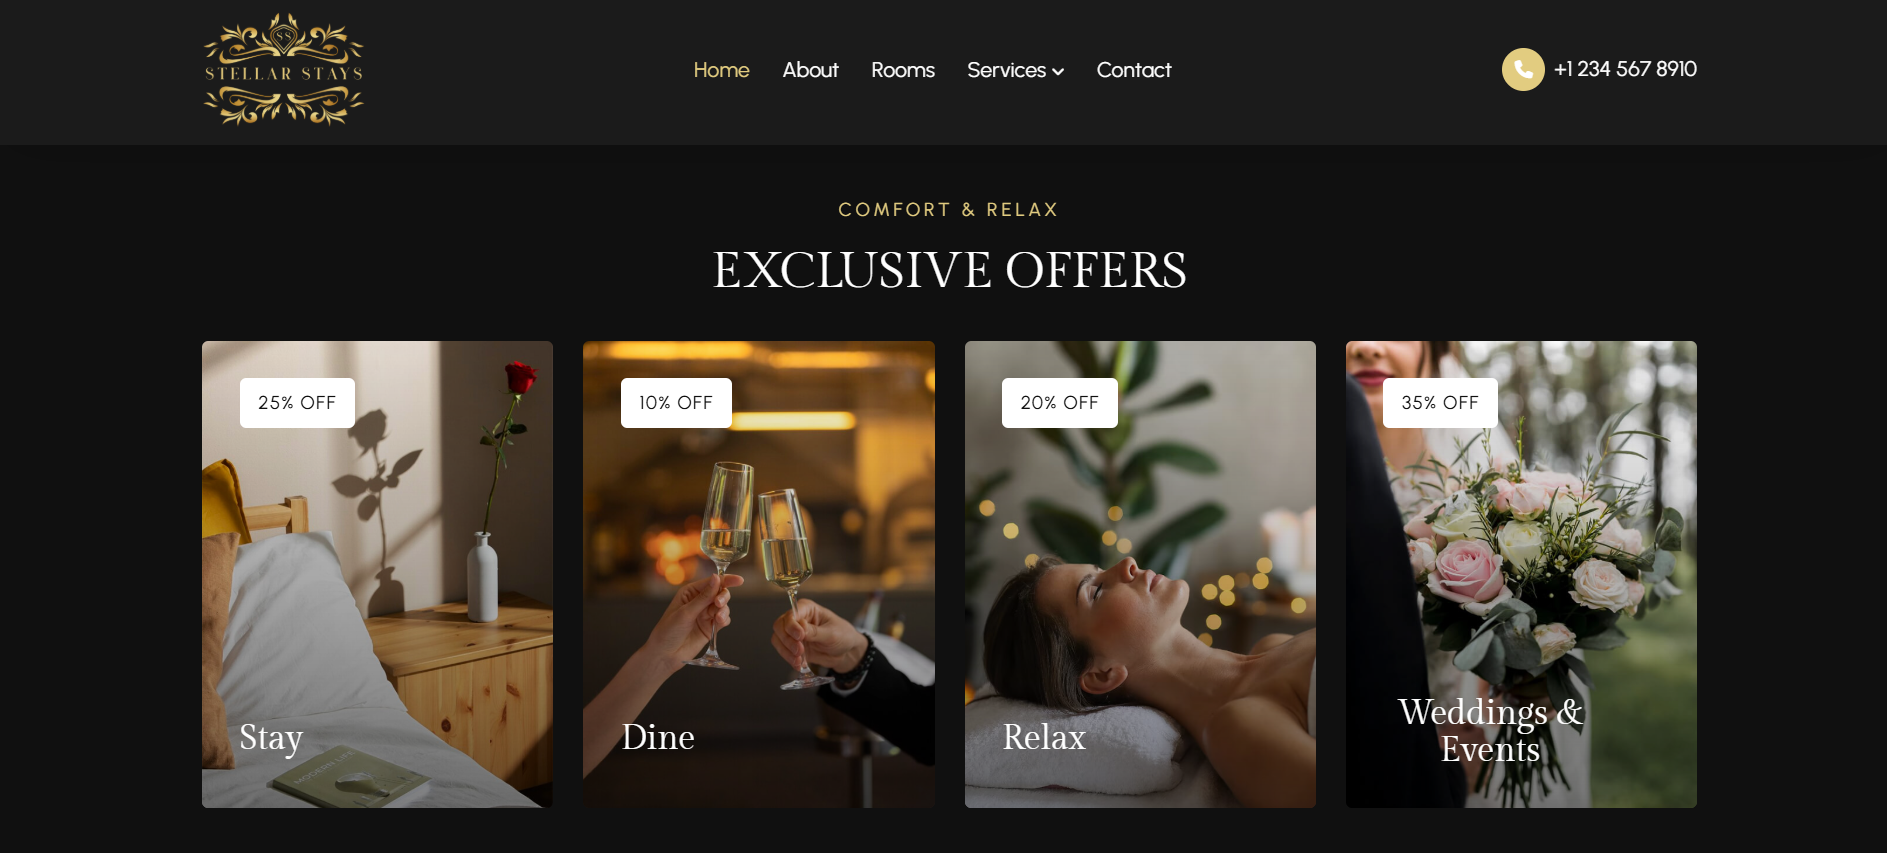 SS
STELLAR STAYS
Home About Rooms Services Contact
+1 234 567 8910
COMFORT & RELAX
EXCLUSIVE OFFERS
25% OFF
Stay
MODERN
10% OFF
Dine
20% OFF
Relax
35% OFF
Weddings &
Events